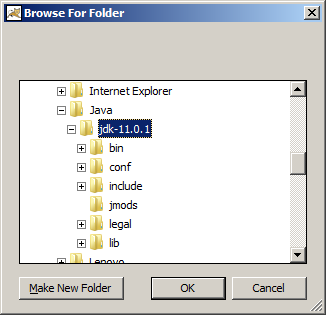 Browse For Folder
Internet Explorer
Java
jdk-11.0.1
bin
conf
include
jmods
legal
lib
Lenovo
Make New Folder
OK
Cancel